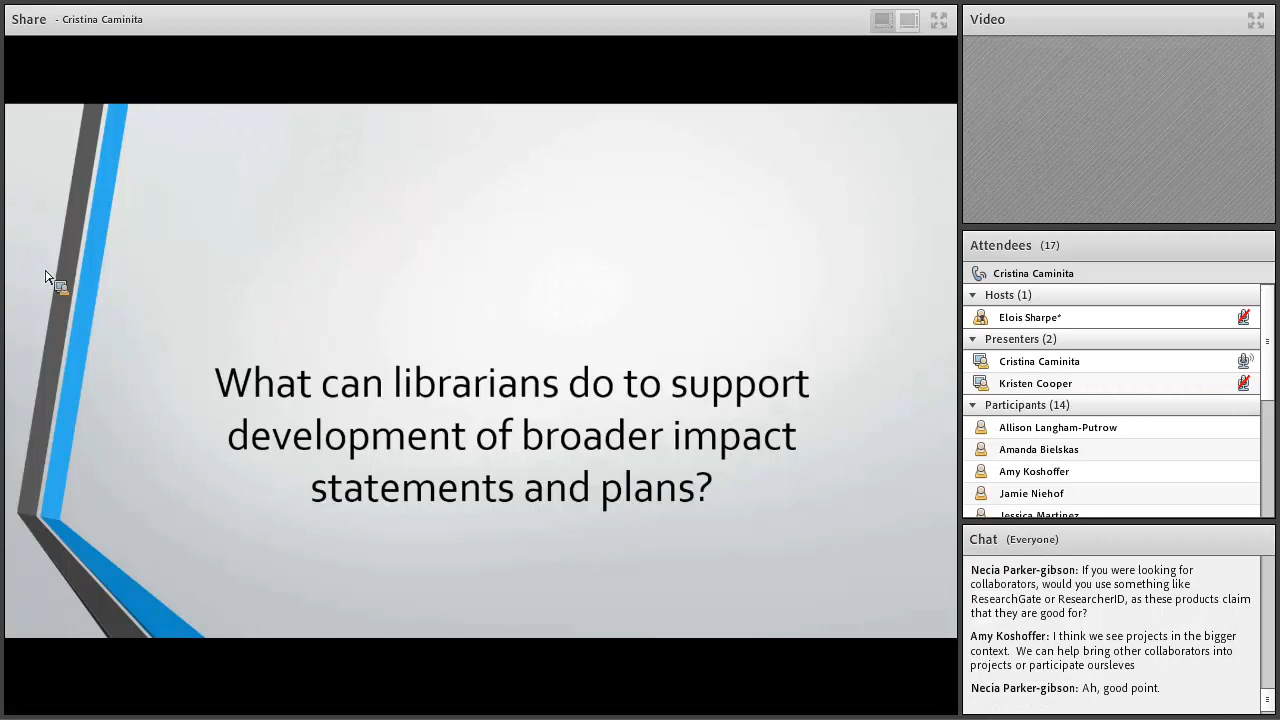 Share - Cristina Caminita
What can librarians do to support
development of broader impact
statements and plans?
Video
Attendees (17)
Cristina Caminita
Hosts (1)
Elois Sharpe*
Presenters (2)
Cristina Caminita
Kristen Cooper
Participants (14)
Allison Langham-Putrow
Amanda Bielskas
Amy Koshoffer
Jamie Niehof
Jessica Martinez
Chat (Everyone)
Necia Parker-gibson: If you were looking for
collaborators, would you use something like
ResearchGate or ResearcherID, as these products claim
that they are good for?
Amy Koshoffer: I think we see projects in the bigger
context. We can help bring other collaborators into
projects or participate oursleves
Necia Parker-gibson: Ah, good point.